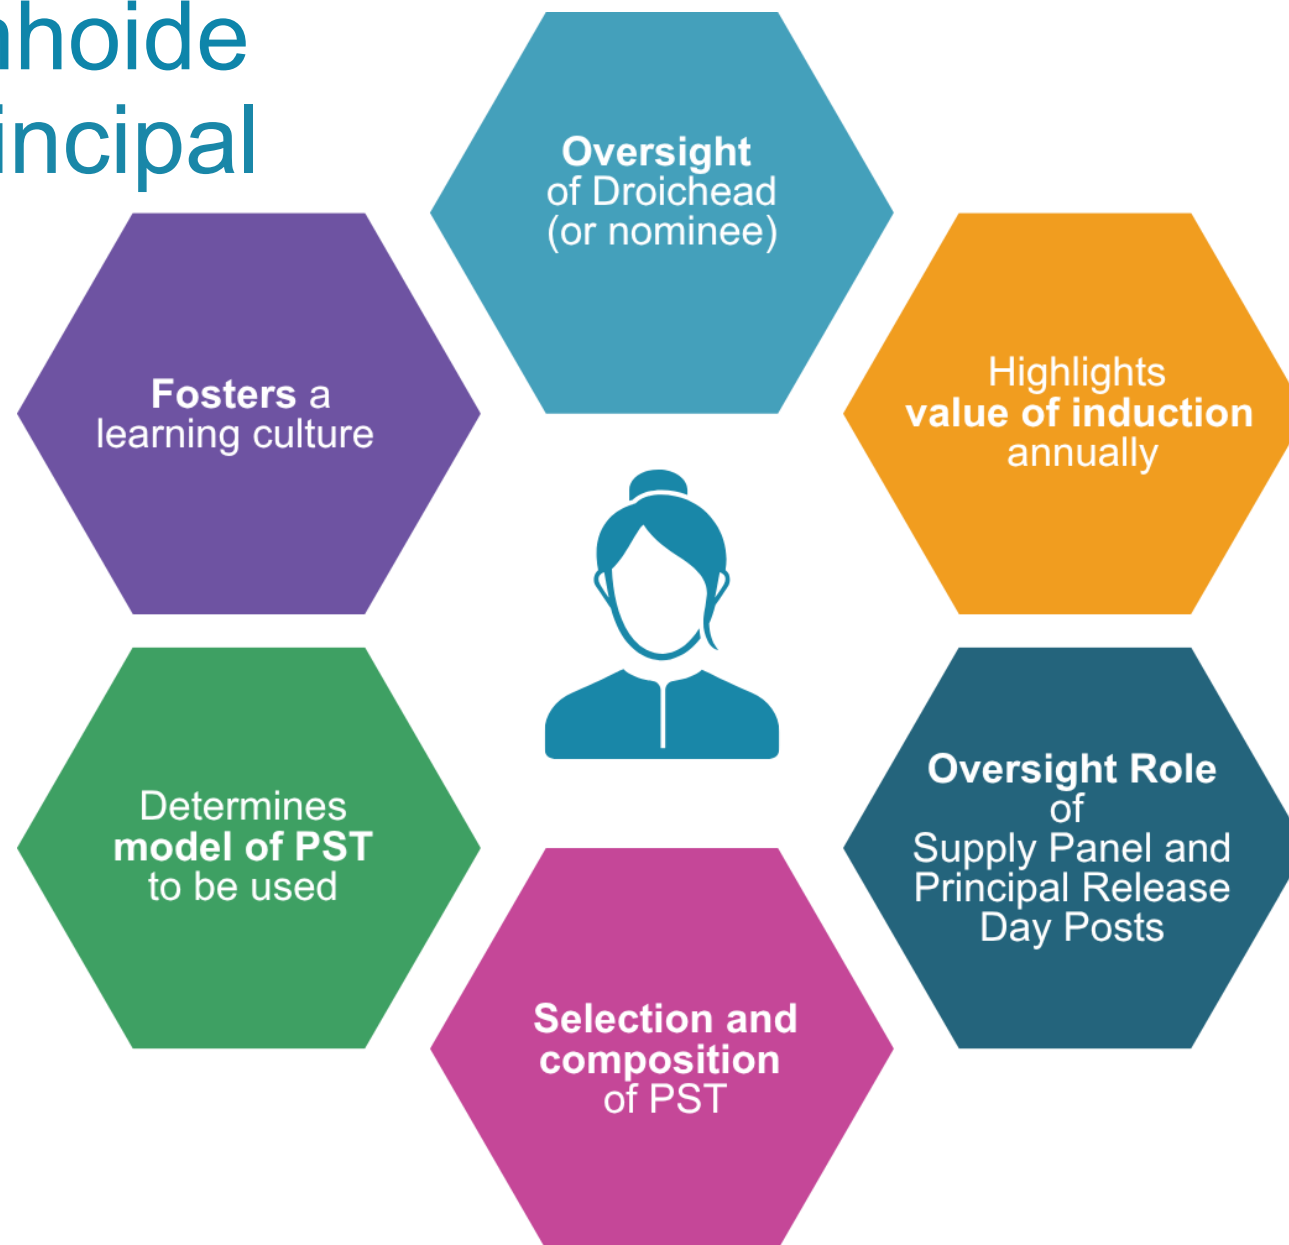 nhoide
incipal
Oversight
of Droichead
(or nominee)
Fosters a
learning culture
Highlights
value of induction
annually
Determines
model of PST
to be used
Oversight Role
of
Supply Panel and
Principal Release
Day Posts
Selection and
composition
of PST